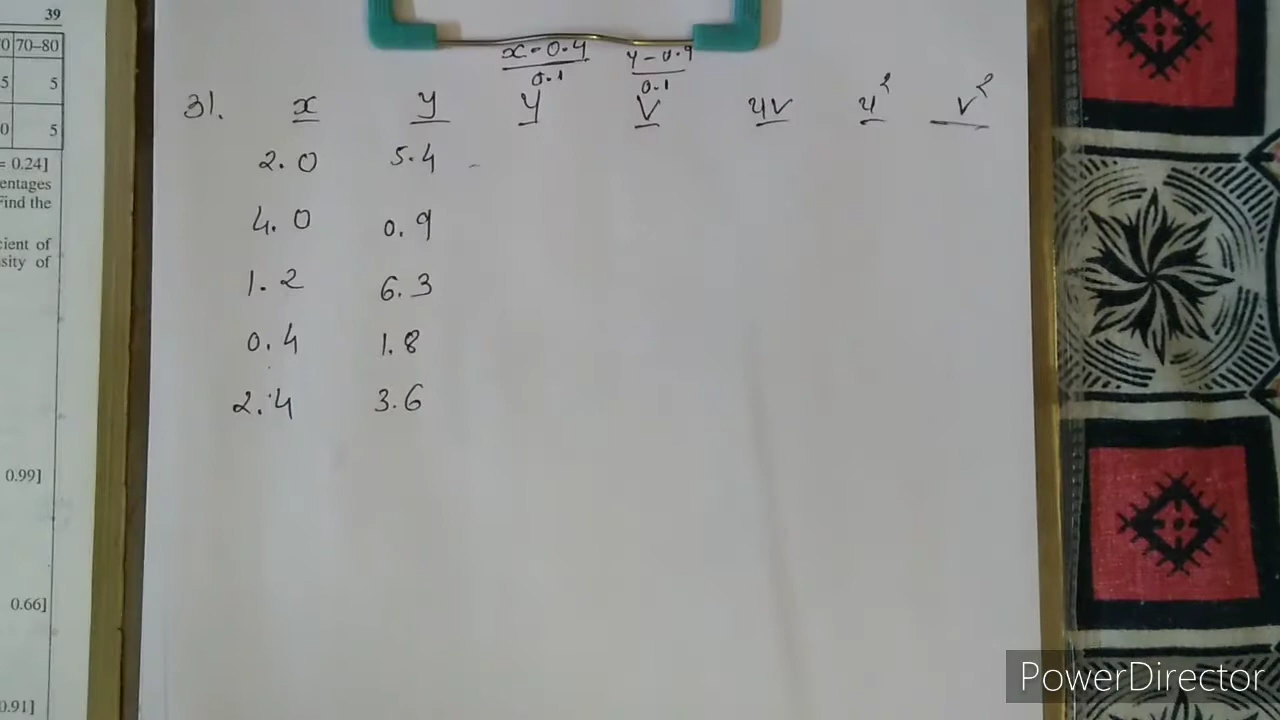 39
0 70–80
5 5
0 5
= 0.24]
entages
Find the
cient of
sity of
0.99]
0.66]
0.91]
x-0.4 y-0.9
0.1 0.1
31. x y u v uv u² v²
2.0 5.4 -
4.0 0.9
1.2 6.3
0.4 1.8
2.4 3.6
PowerDirector